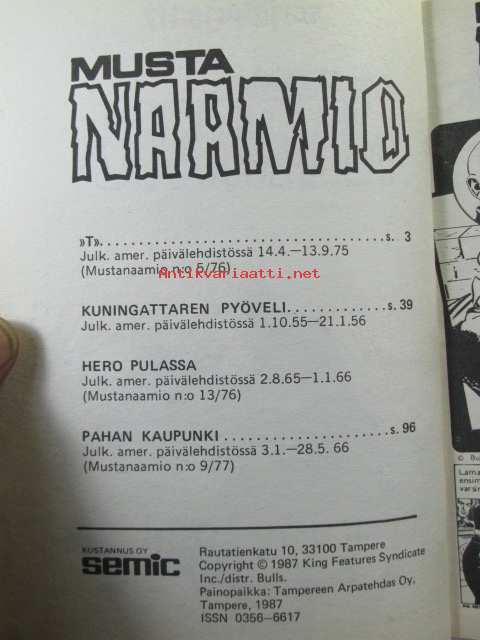 MUSTA
NAAMIO
»T». . . . . . . . . . . . . . . . . . . . . . . . . . . . . . . . . . s. 3
Julk. amer. päivälehdistössä 14.4.—13.9.75
(Mustanaamio n:o 5/76)
Antikvariaatti.net
KUNINGATTAREN PYÖVELI. . . . . . . . . . . . s. 39
Julk. amer. päivälehdistössä 1.10.55—21.1.56
HERO PULASSA
Julk. amer. päivälehdistössä 2.8.65—1.1.66
(Mustanaamio n:o 13/76)
PAHAN KAUPUNKI . . . . . . . . . . . . . . . . . . . . s. 96
Julk. amer. päivälehdistössä 3.1.—28.5. 66
(Mustanaamio n:o 9/77)
KUSTANNUS OY
semic
Rautatienkatu 10, 33100 Tampere
Copyright © 1987 King Features Syndicate
Inc./distr. Bulls.
Painopaikka: Tampereen Arpatehdas Oy,
Tampere, 1987
ISSN 0356-6617